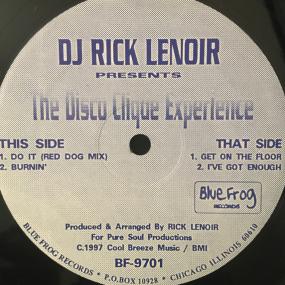 DJ RICK LENOIR
PRESENTS
The Disco Clique Experience
THIS SIDE
1. DO IT (RED DOG MIX)
2. BURNIN'
THAT SIDE
1. GET ON THE FLOOR
2. I'VE GOT ENOUGH
Blue Frog
RECORDS
Produced & Arranged By RICK LENOIR
For Pure Soul Productions
C.1997 Cool Breeze Music / BMI
BF-9701
BLUE FROG RECORDS • P.O.BOX 10928 • CHICAGO ILLINOIS 60610